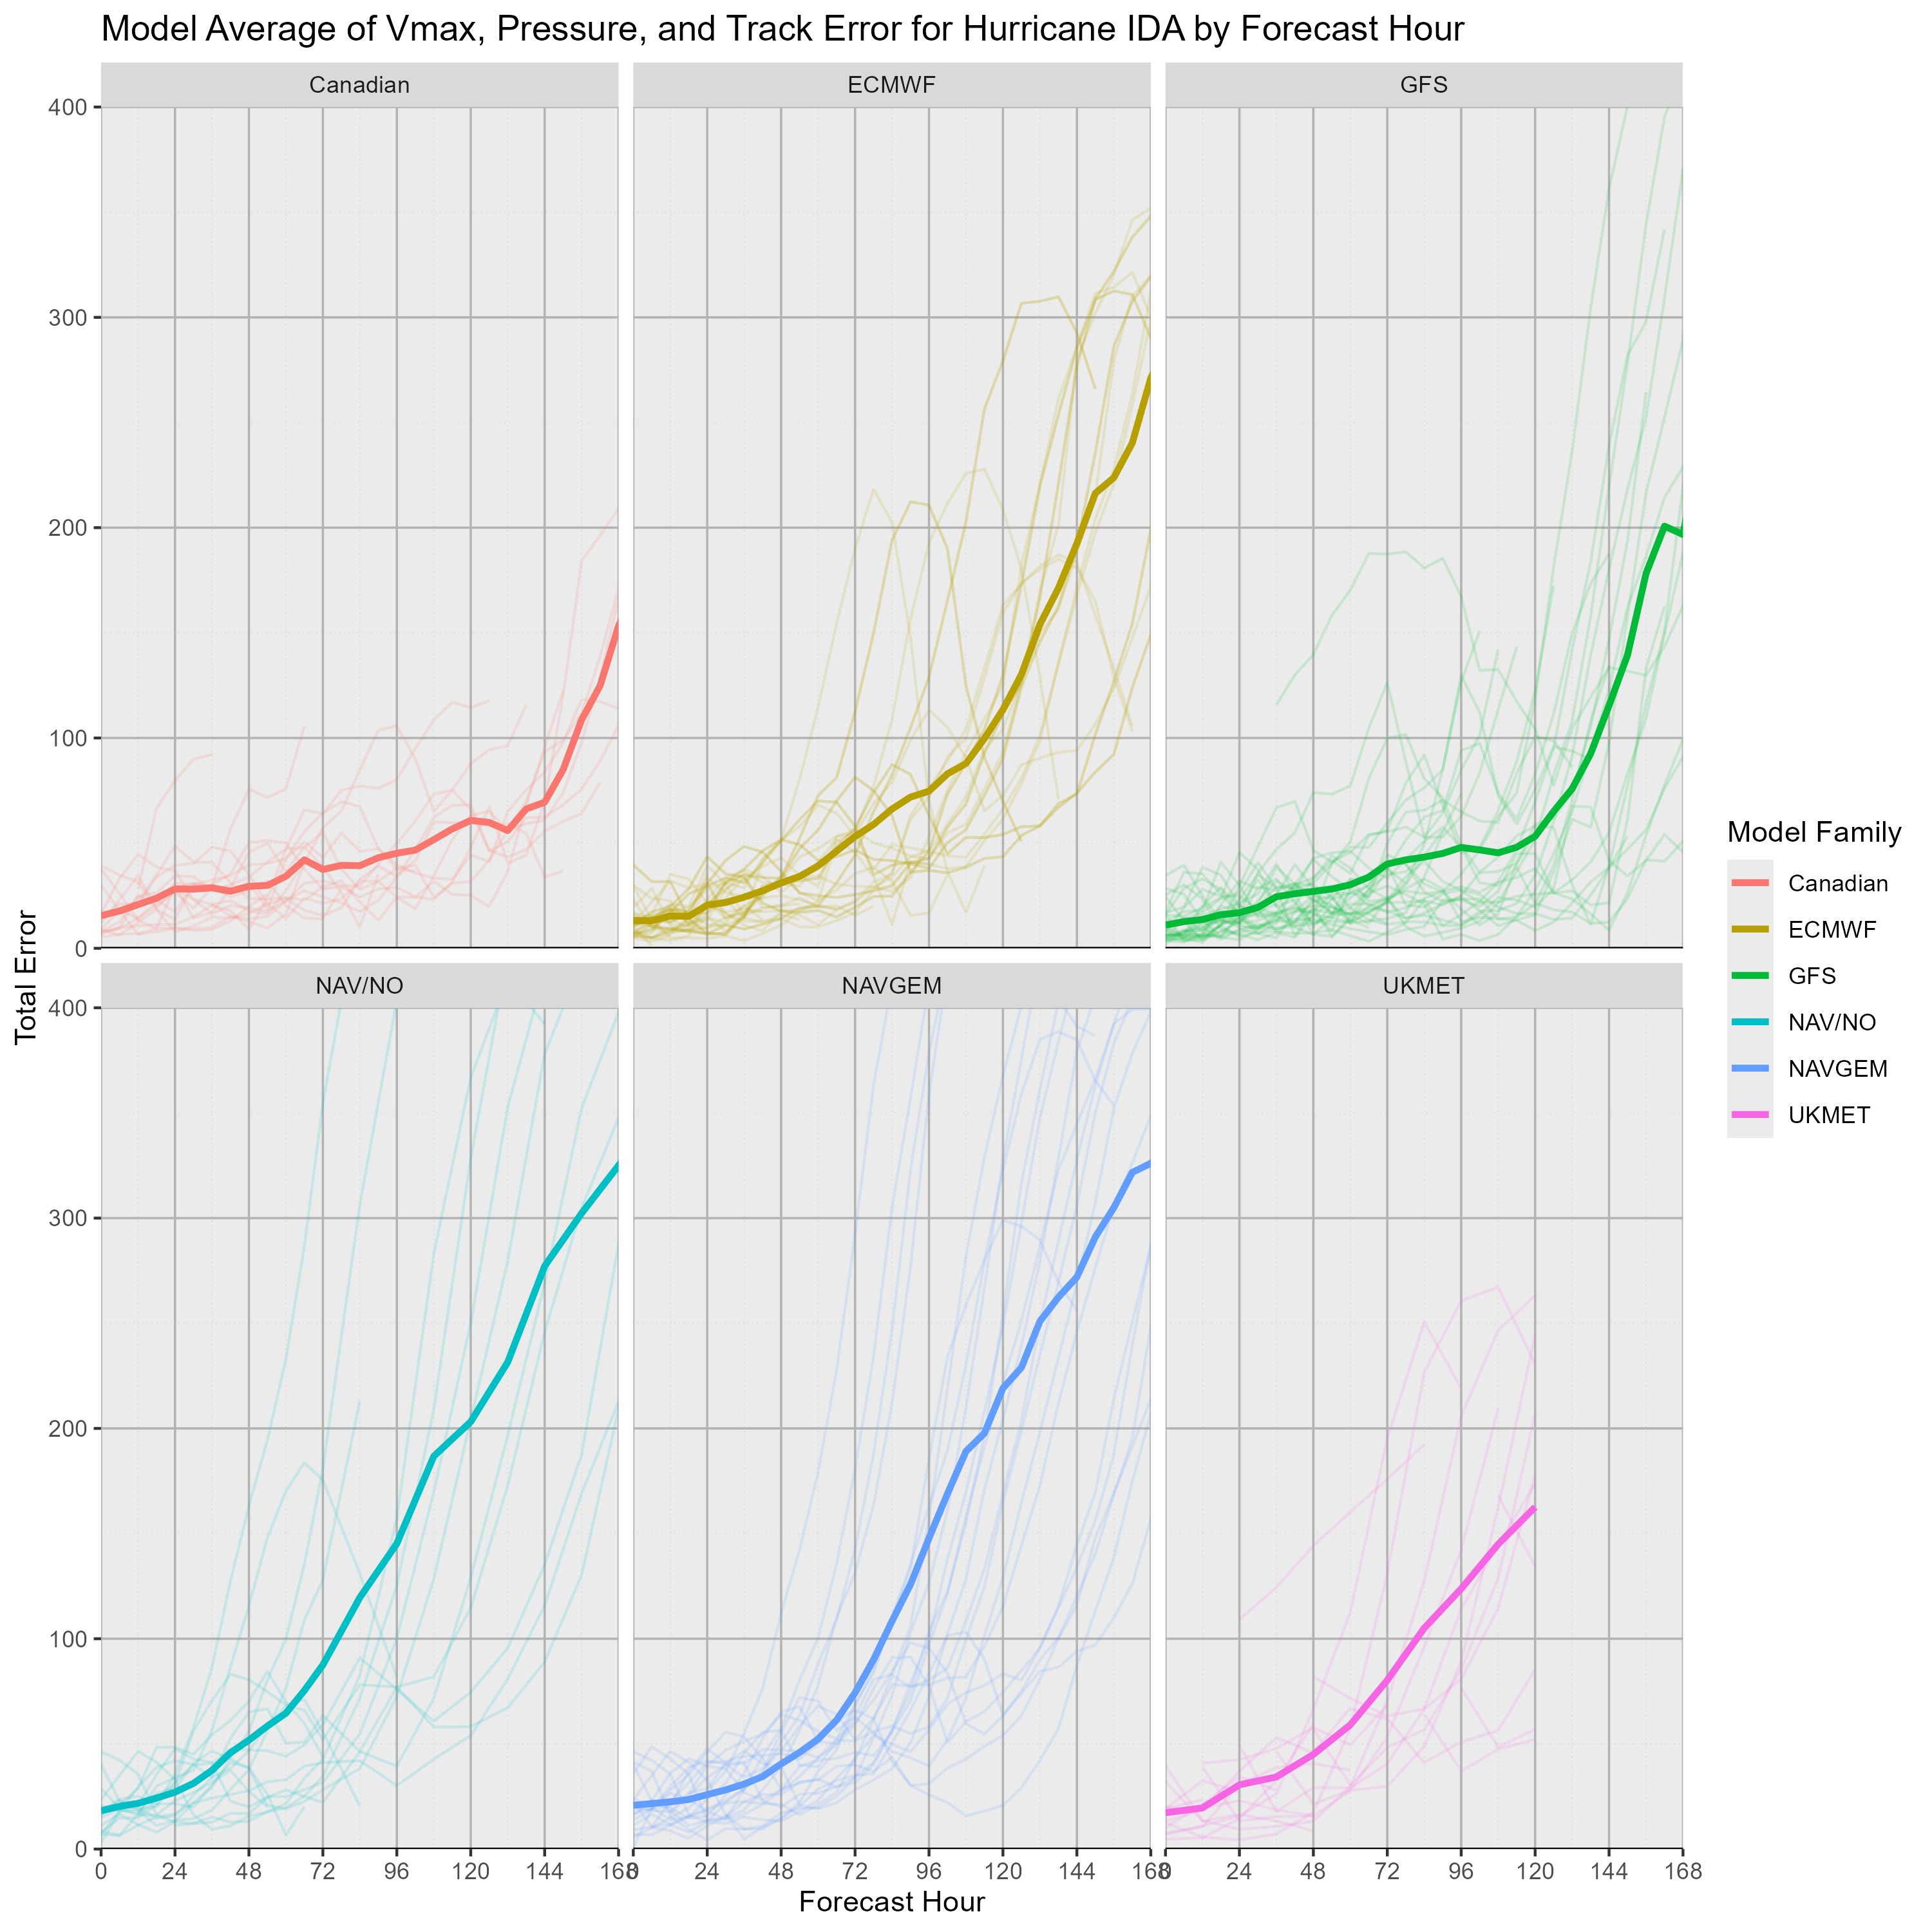 Model Average of Vmax, Pressure, and Track Error for Hurricane IDA by Forecast Hour
Canadian ECMWF GFS
400
300
200
100
0
NAV/NO NAVGEM UKMET
400
300
200
100
0
0 24 48 72 96 120 144 168 0 24 48 72 96 120 144 168 0 24 48 72 96 120 144 168
Forecast Hour
Total Error
Model Family
Canadian
ECMWF
GFS
NAV/NO
NAVGEM
UKMET